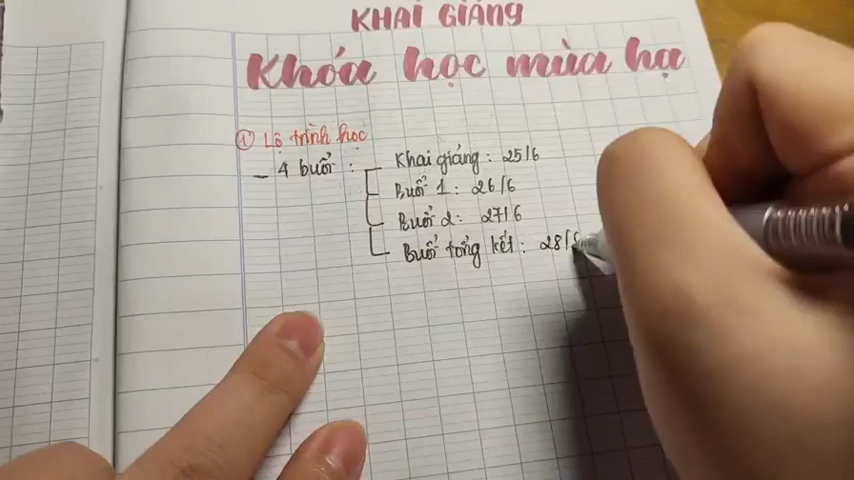 KHAI GIẢNG
Khóa học mùa hạ
① Lộ trình học
- 4 buổi : Khai giảng : 25/6
Buổi 1 : 26/6
Buổi 2 : 27/6
Buổi tổng kết : 28/